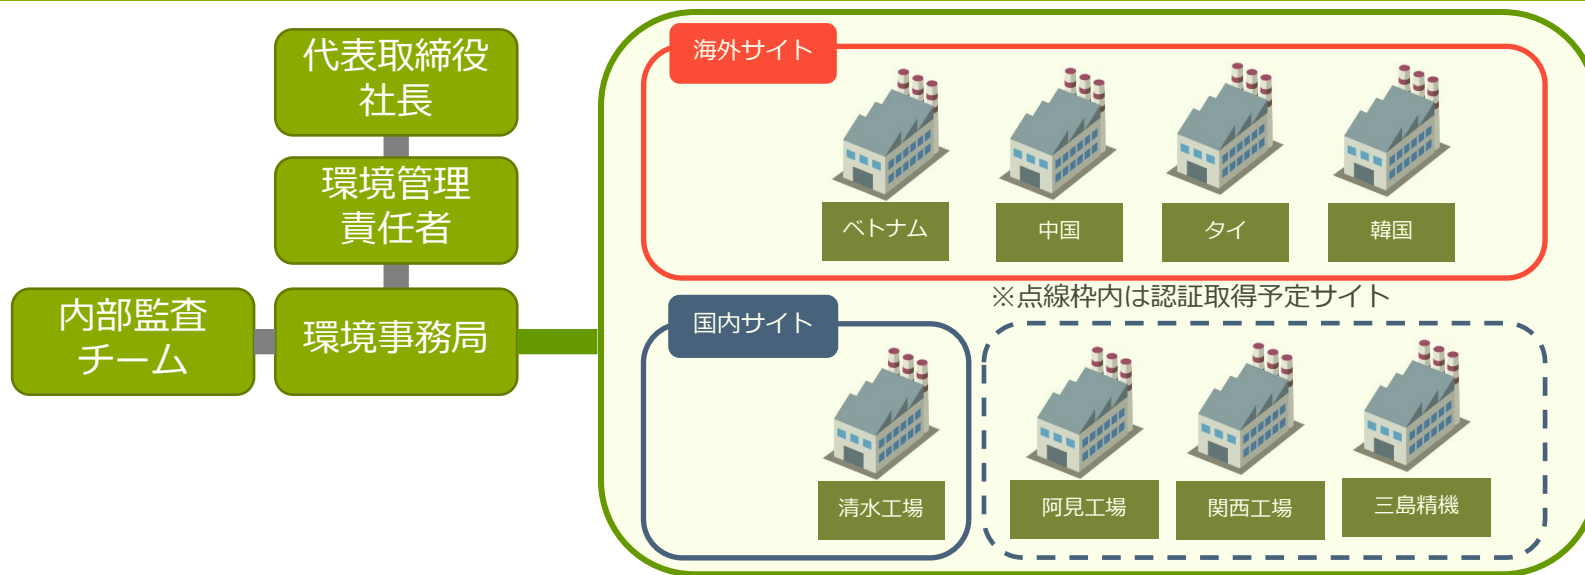 代表取締役
社長
環境管理
責任者
内部監査
チーム
環境事務局
海外サイト
ベトナム
中国
タイ
韓国
※点線枠内は認証取得予定サイト
国内サイト
清水工場
阿見工場
関西工場
三島精機